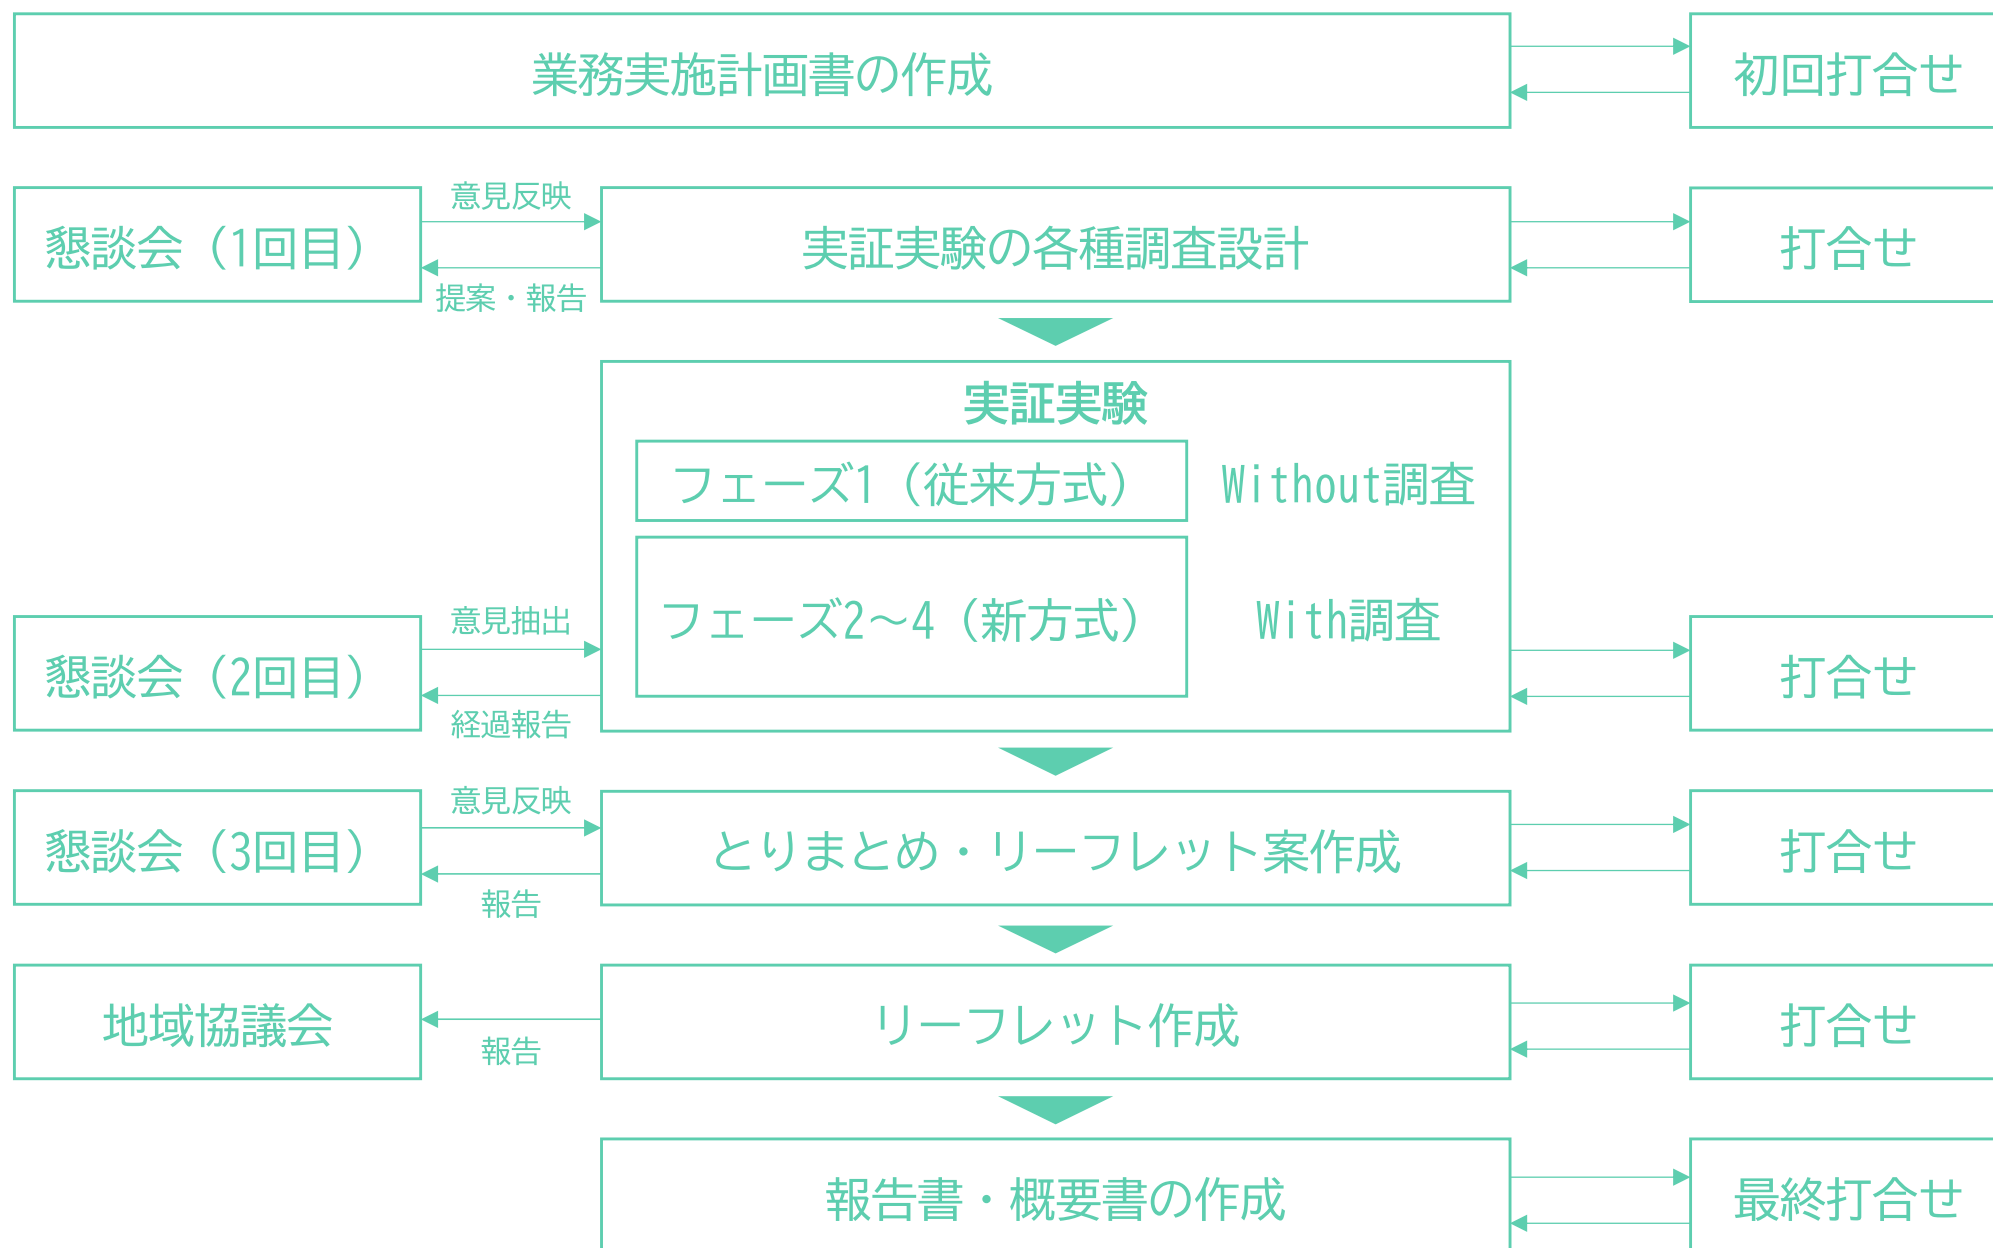 業務実施計画書の作成
初回打合せ
懇談会（1回目）
意見反映
提案・報告
実証実験の各種調査設計
打合せ
実証実験
フェーズ1（従来方式）
Without調査
フェーズ2～4（新方式）
With調査
懇談会（2回目）
意見抽出
経過報告
打合せ
懇談会（3回目）
意見反映
報告
とりまとめ・リーフレット案作成
打合せ
地域協議会
報告
リーフレット作成
打合せ
報告書・概要書の作成
最終打合せ